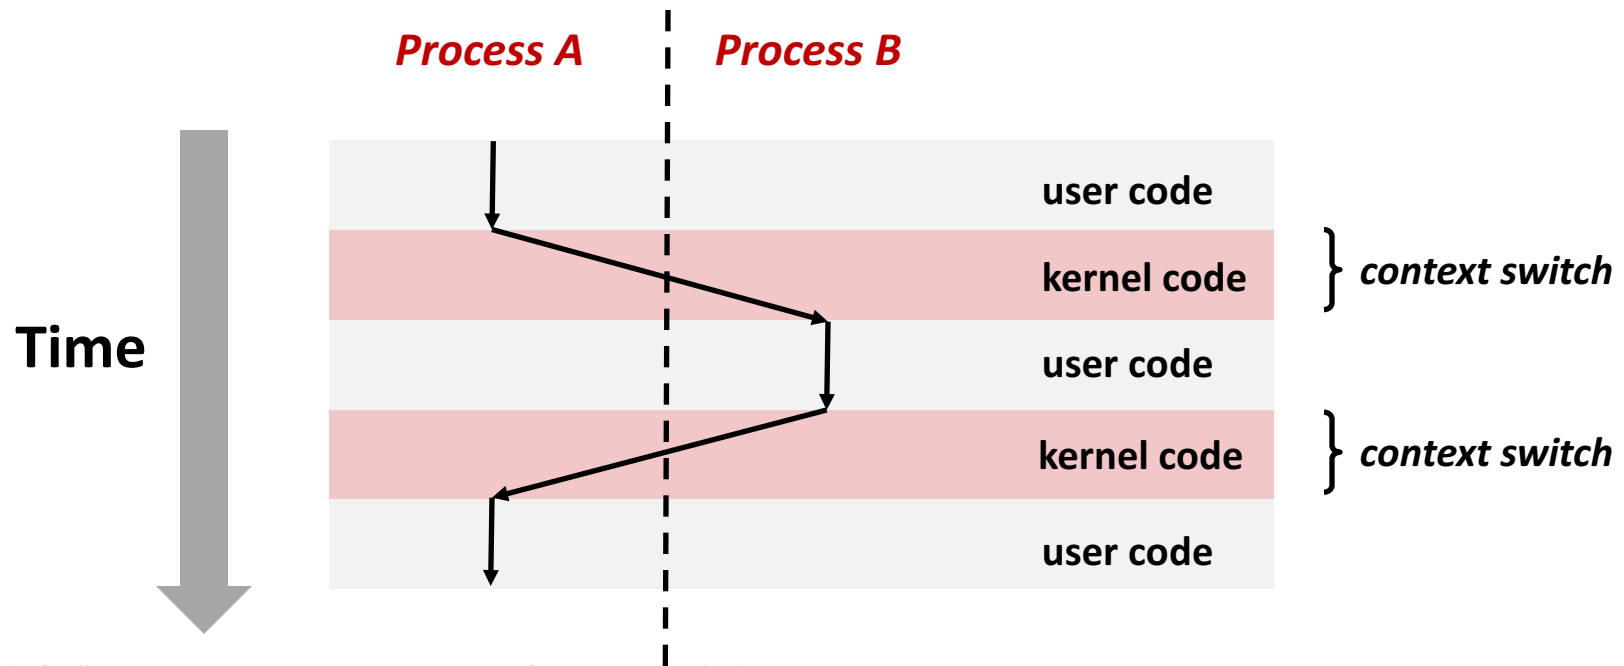 Process A
Process B
user code
kernel code
context switch
Time
user code
kernel code
context switch
user code